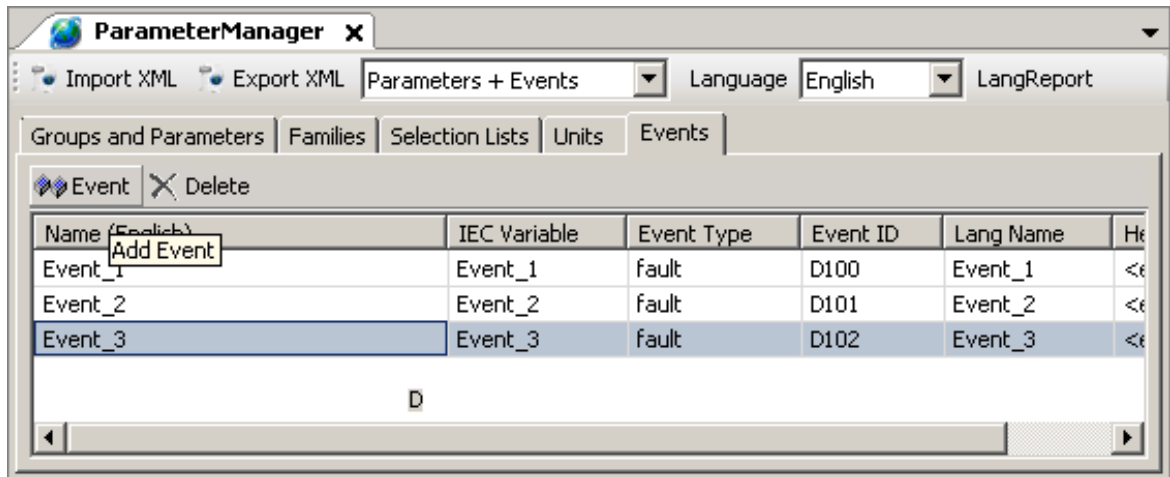 ParameterManager
Import XML Export XML Parameters + Events Language English LangReport
Groups and Parameters Families Selection Lists Units Events
Event Delete
Name (English) IEC Variable Event Type Event ID Lang Name
Add Event
Event_1 Event_1 fault D100 Event_1
Event_2 Event_2 fault D101 Event_2
Event_3 Event_3 fault D102 Event_3
D